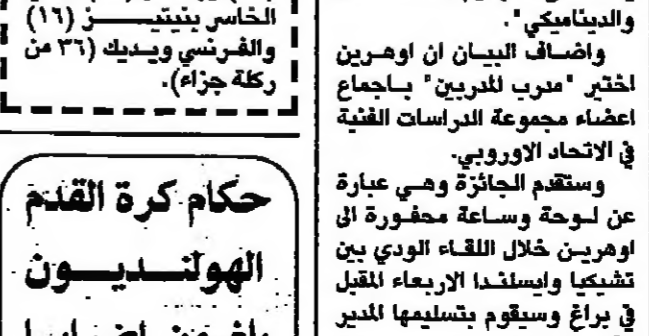 والديناميكي".
واضاف البيان ان اوهرين
اختير "مدرب المدربين" باجماع
اعضاء مجموعة الدراسات الفنية
في الاتحاد الاوروبي.
وستقدم الجائزة وهي عبارة
عن لوحة وساعة محفورة الى
اوهرين خلال اللقاء الودي بين
تشيكيا وايسلندا الاربعاء المقبل
في براغ وسيقوم بتسليمها المدير
الخاسر بنيتيز (١٦)
والفرنسي ويديك (٣٦ من
ركلة جزاء).
حكام كرة القدم
الهولنديون